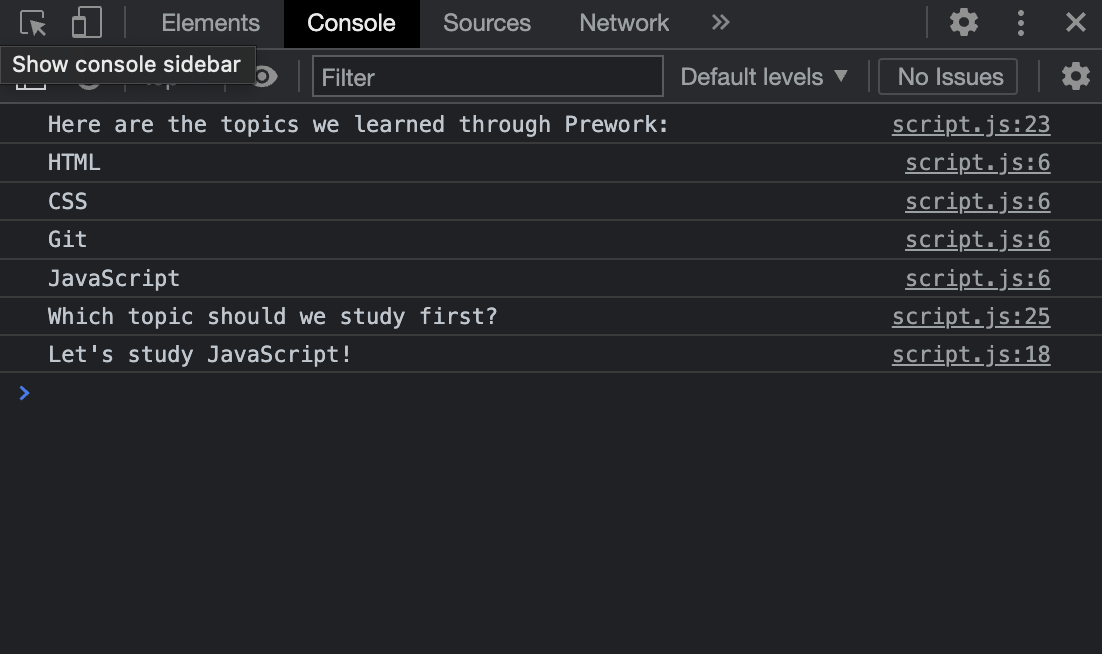 Elements Console Sources Network »
Show console sidebar
Filter Default levels ▼ No Issues
Here are the topics we learned through Prework: script.js:23
HTML script.js:6
CSS script.js:6
Git script.js:6
JavaScript script.js:6
Which topic should we study first? script.js:25
Let's study JavaScript! script.js:18